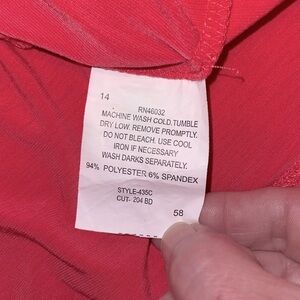 14
RN46032
MACHINE WASH COLD.TUMBLE
DRY LOW. REMOVE PROMPTLY.
DO NOT BLEACH. USE COOL
IRON IF NECESSARY
WASH DARKS SEPARATELY.
94% POLYESTER 6% SPANDEX
STYLE-435C
CUT- 204 BD
58